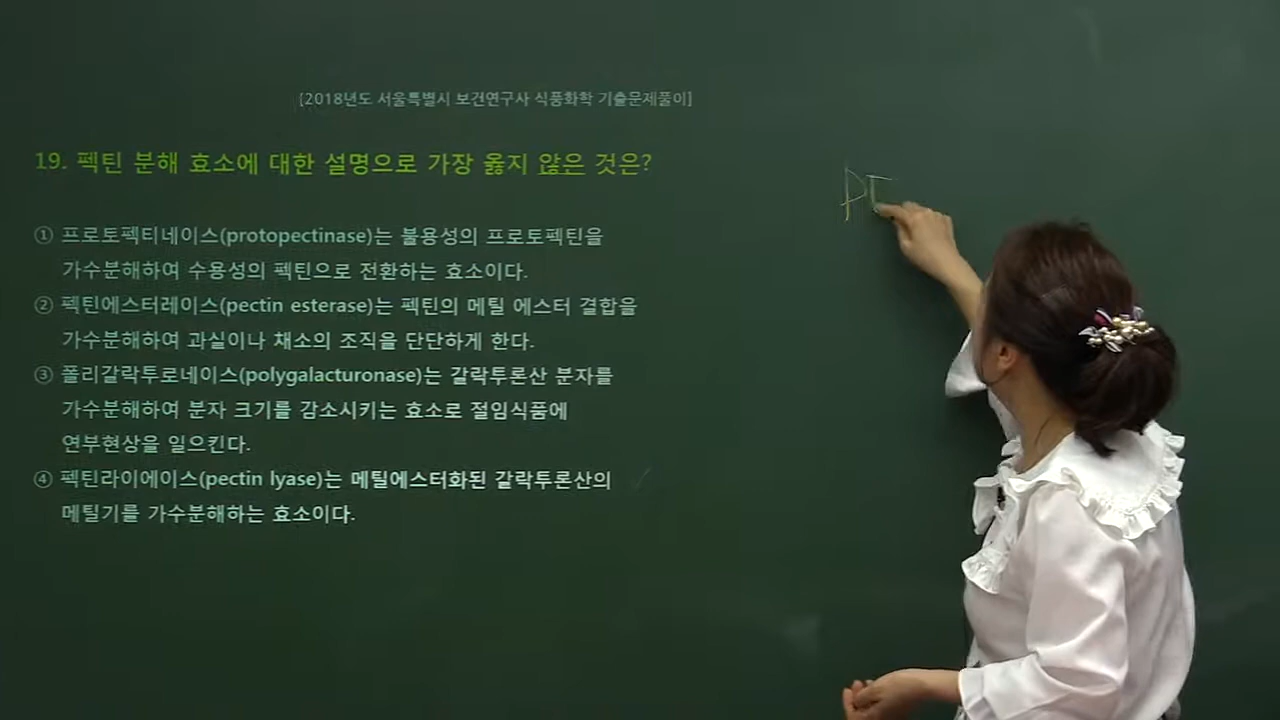 [2018년도 서울특별시 보건연구사 식품화학 기출문제풀이]
19. 펙틴 분해 효소에 대한 설명으로 가장 옳지 않은 것은?
① 프로토펙티네이스(protopectinase)는 불용성의 프로토펙틴을
가수분해하여 수용성의 펙틴으로 전환하는 효소이다.
② 펙틴에스터레이스(pectin esterase)는 펙틴의 메틸 에스터 결합을
가수분해하여 과실이나 채소의 조직을 단단하게 한다.
③ 폴리갈락투로네이스(polygalacturonase)는 갈락투론산 분자를
가수분해하여 분자 크기를 감소시키는 효소로 절임식품에
연부현상을 일으킨다.
④ 펙틴라이에이스(pectin lyase)는 메틸에스터화된 갈락투론산의
메틸기를 가수분해하는 효소이다.